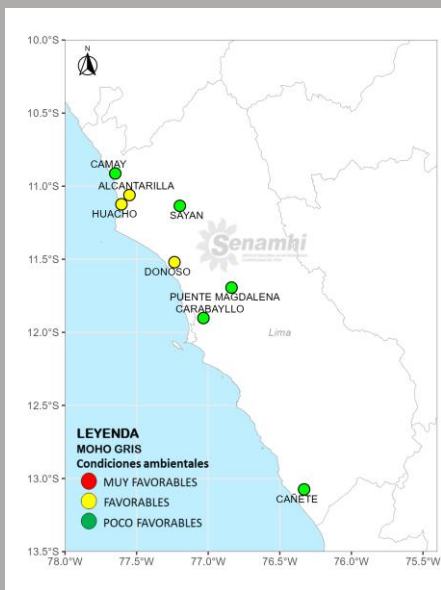 N
10.0°S
10.5°S
11.0°S
11.5°S
12.0°S
12.5°S
13.0°S
13.5°S
CAMAY
ALCANTARILLA
HUACHO
SAYAN
Senamhi
DONOSO
PUENTE MAGDALENA
CARABAYLLO
Lima
LEYENDA
MOHO GRIS
Condiciones ambientales
MUY FAVORABLES
FAVORABLES
POCO FAVORABLES
CAÑETE
78.0°W 77.5°W 77.0°W 76.5°W 76.0°W 75.5°W